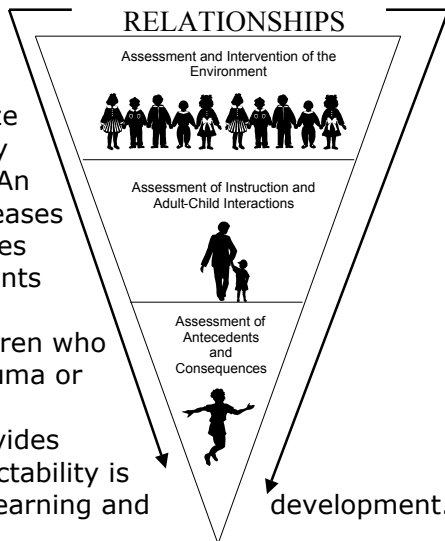 RELATIONSHIPS
Assessment and Intervention of the
Environment
Assessment of Instruction and
Adult-Child Interactions
Assessment of
Antecedents
and
Consequences
y
An
eases
es
nts
ren who
uma or
vides
ctability is
earning and development.